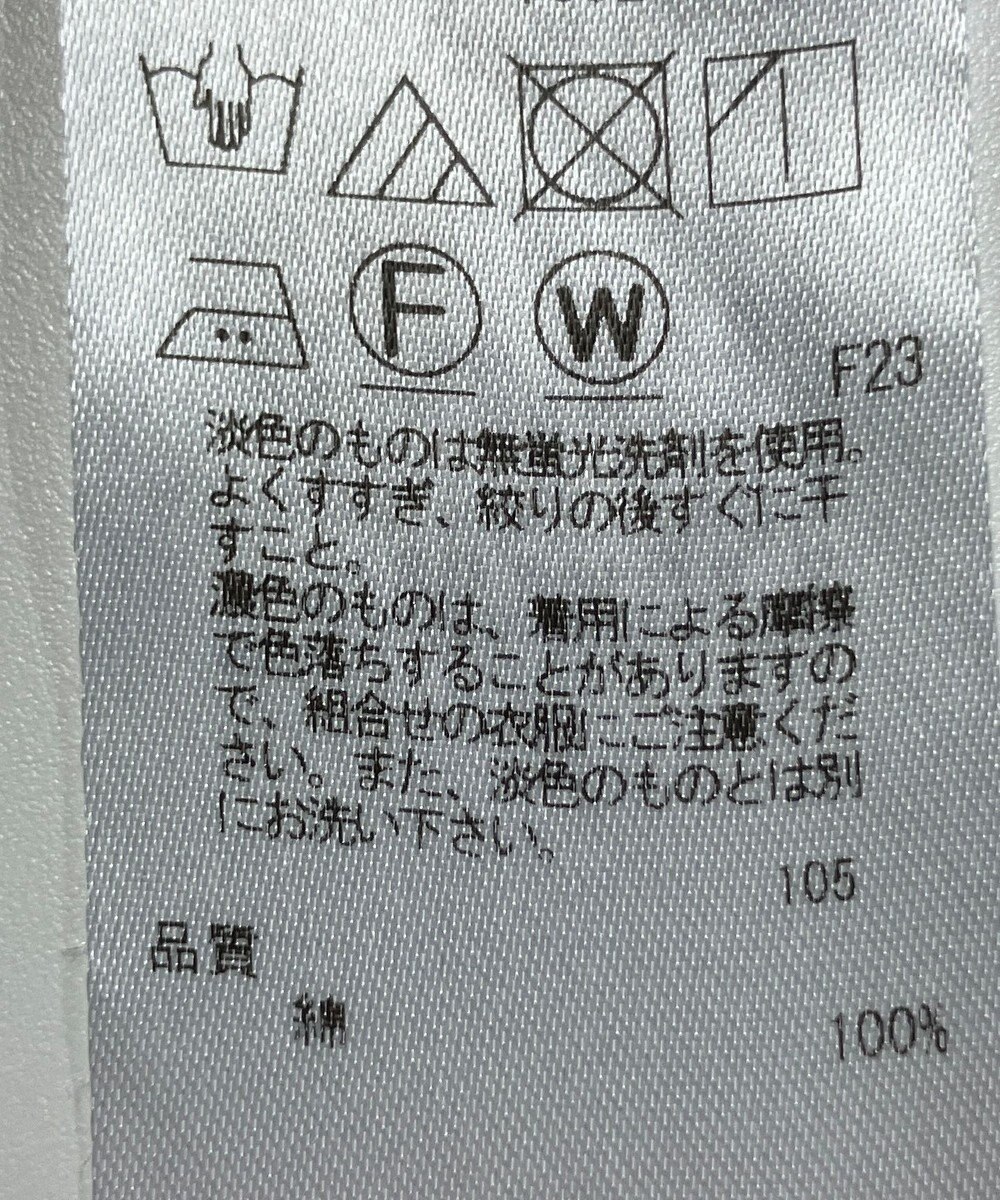 F
W
F23
淡色のものは無蛍光洗剤を使用。
よくすすぎ、絞りの後すぐに干
すこと。
濃色のものは、着用による摩擦
で色落ちすることがありますの
で、組合せの衣服にご注意くだ
さい。また、淡色のものとは別
にお洗い下さい。
105
品質
綿 100%